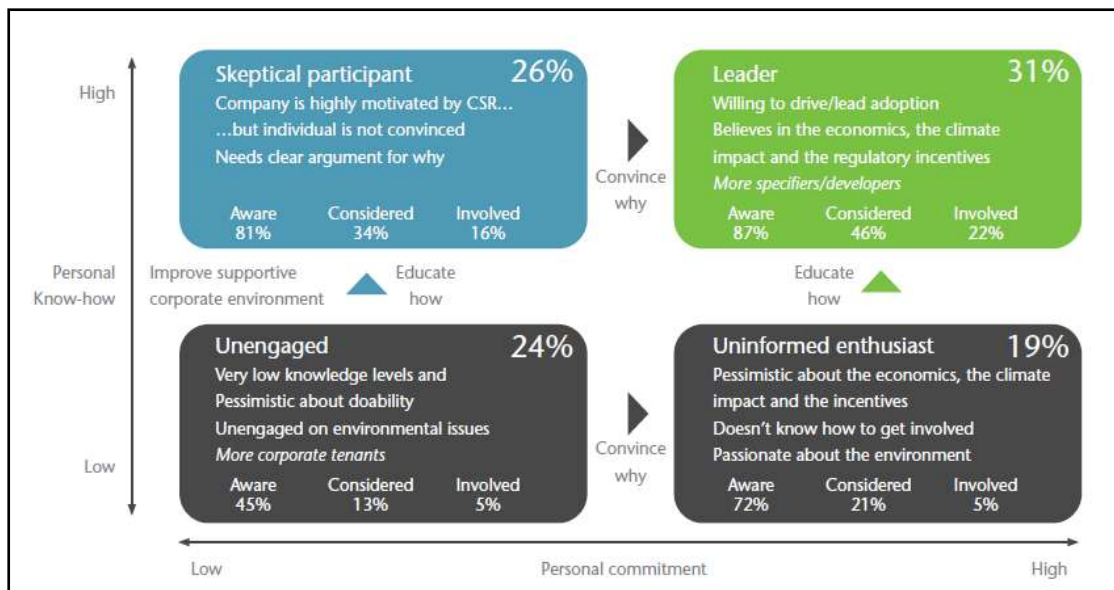 High
Skeptical participant 26%
Company is highly motivated by CSR…
…but individual is not convinced
Needs clear argument for why
Aware Considered Involved
81% 34% 16%
Convince
why
Leader 31%
Willing to drive/lead adoption
Believes in the economics, the climate
impact and the regulatory incentives
More specifiers/developers
Aware Considered Involved
87% 46% 22%
Personal
Know-how
Improve supportive
corporate environment
Educate
how
Educate
how
Low
Unengaged 24%
Very low knowledge levels and
Pessimistic about doability
Unengaged on environmental issues
More corporate tenants
Aware Considered Involved
45% 13% 5%
Convince
why
Uninformed enthusiast 19%
Pessimistic about the economics, the climate
impact and the incentives
Doesn't know how to get involved
Passionate about the environment
Aware Considered Involved
72% 21% 5%
Low Personal commitment High